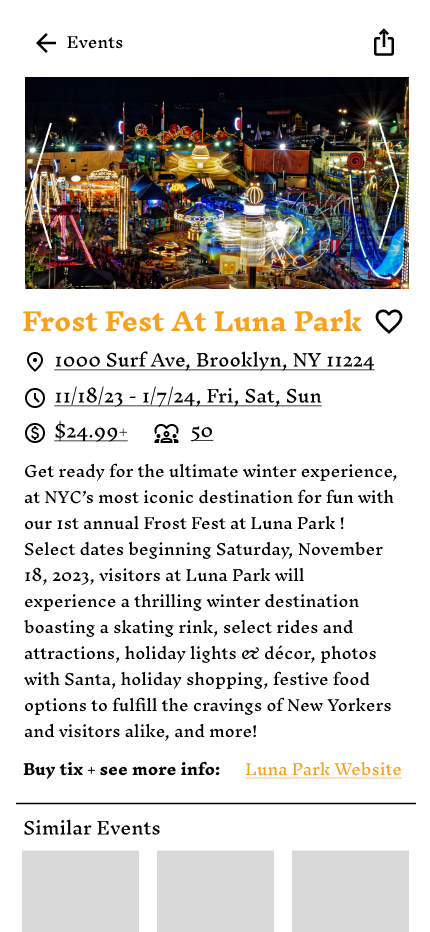 Events
Frost Fest At Luna Park
1000 Surf Ave, Brooklyn, NY 11224
11/18/23 - 1/7/24, Fri, Sat, Sun
$24.99+ 50
Get ready for the ultimate winter experience,
at NYC’s most iconic destination for fun with
our 1st annual Frost Fest at Luna Park !
Select dates beginning Saturday, November
18, 2023, visitors at Luna Park will
experience a thrilling winter destination
boasting a skating rink, select rides and
attractions, holiday lights & décor, photos
with Santa, holiday shopping, festive food
options to fulfill the cravings of New Yorkers
and visitors alike, and more!
Buy tix + see more info: Luna Park Website
Similar Events